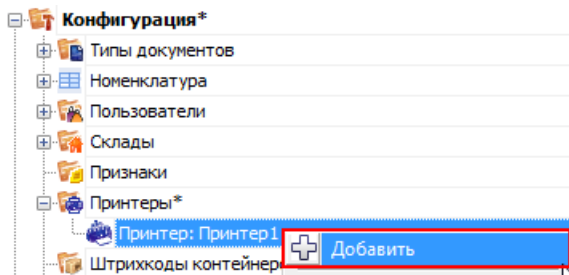 Конфигурация*
Типы документов
Номенклатура
Пользователи
Склады
Признаки
Принтеры*
Принтер: Принтер1
Добавить
Штрихкоды контейнер